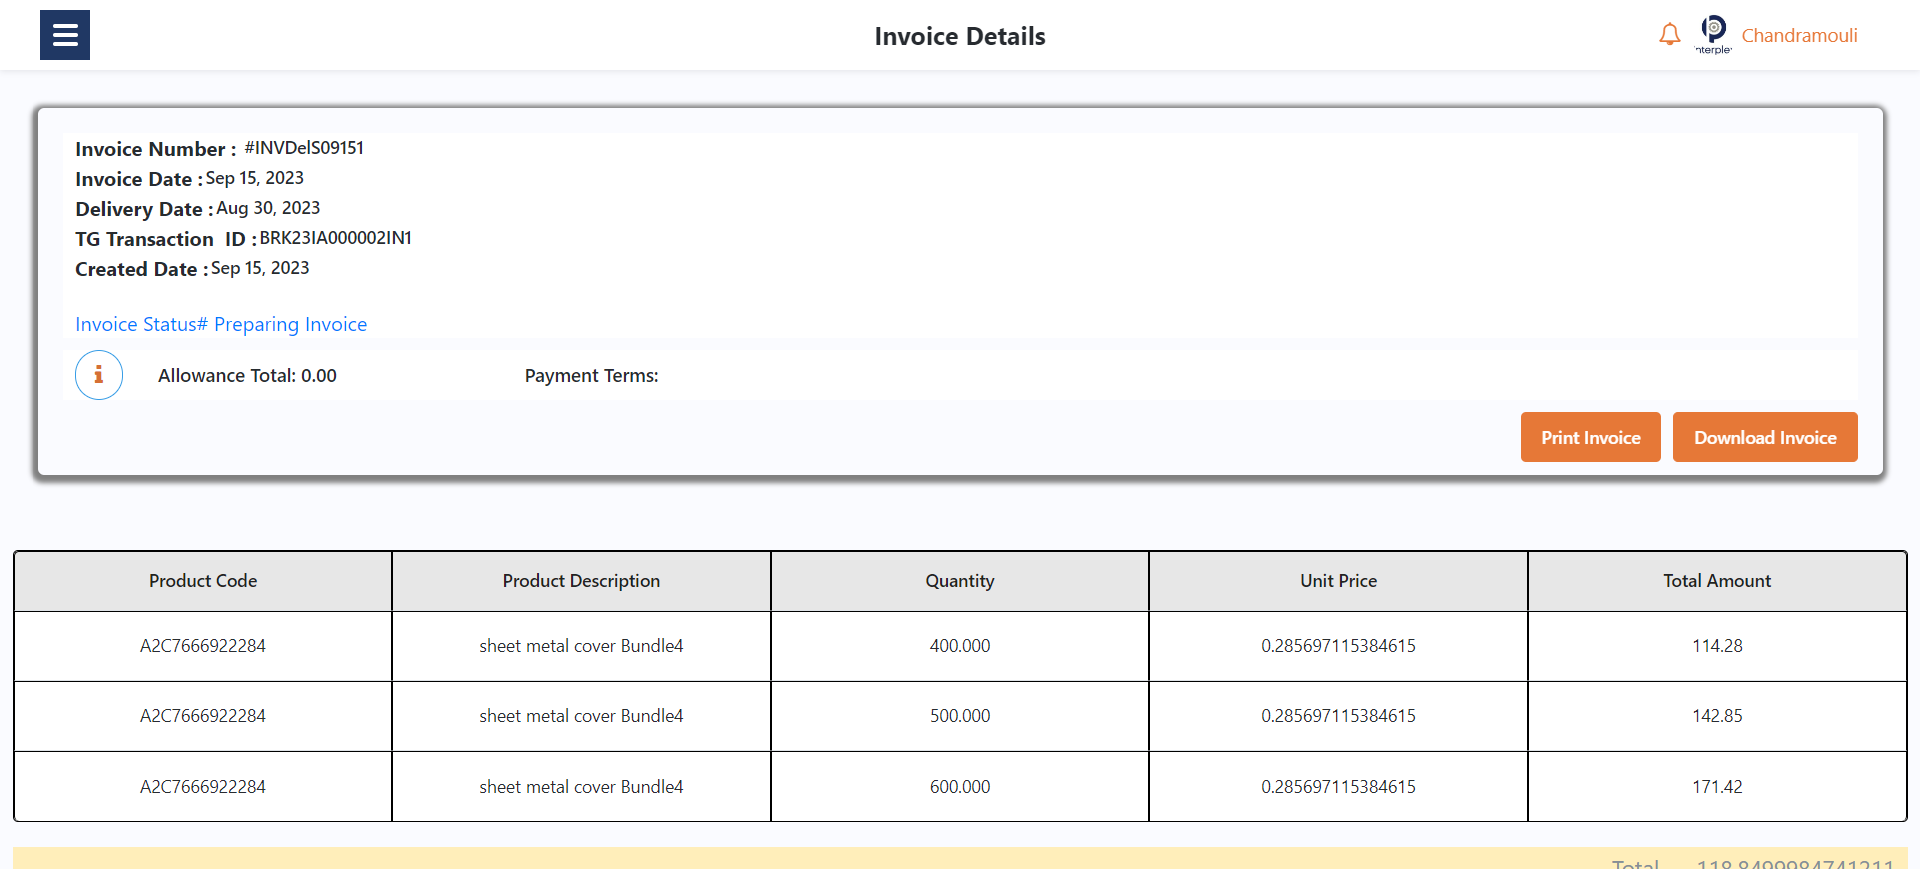 Invoice Details
nterple
Chandramouli
Invoice Number : #INVDelS09151
Invoice Date : Sep 15, 2023
Delivery Date : Aug 30, 2023
TG Transaction ID : BRK23IA000002IN1
Created Date : Sep 15, 2023
Invoice Status# Preparing Invoice
Allowance Total: 0.00 Payment Terms:
Print Invoice Download Invoice
Product Code Product Description Quantity Unit Price Total Amount
A2C7666922284 sheet metal cover Bundle4 400.000 0.285697115384615 114.28
A2C7666922284 sheet metal cover Bundle4 500.000 0.285697115384615 142.85
A2C7666922284 sheet metal cover Bundle4 600.000 0.285697115384615 171.42
Total 118.8499984741211